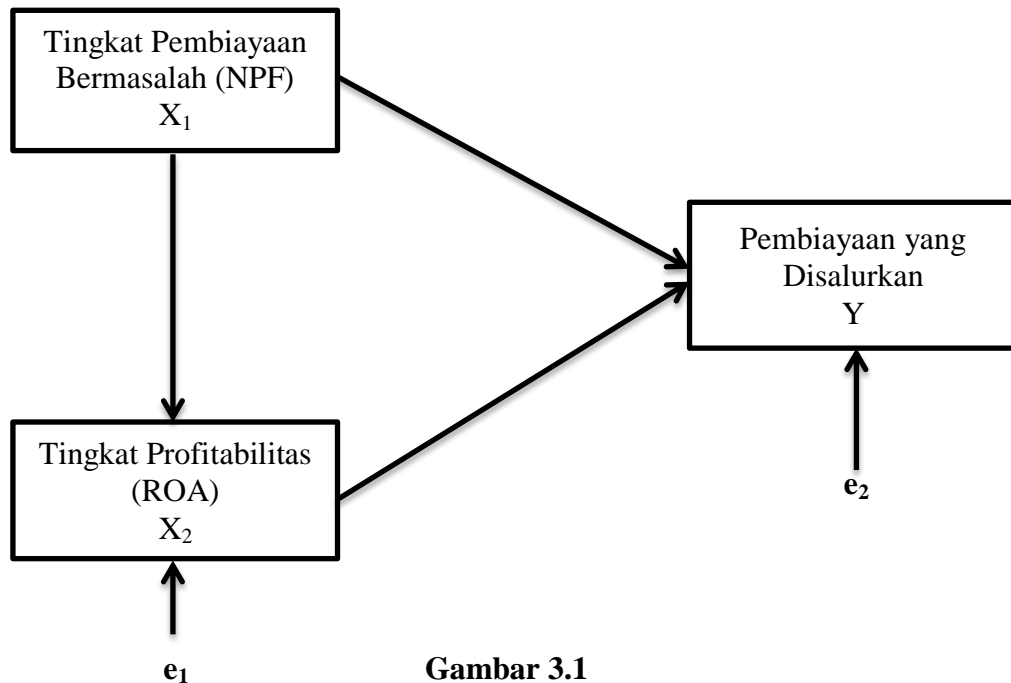 Tingkat Pembiayaan
Bermasalah (NPF)
X₁
Pembiayaan yang
Disalurkan
Y
Tingkat Profitabilitas
(ROA)
X₂
e₂
e₁
Gambar 3.1